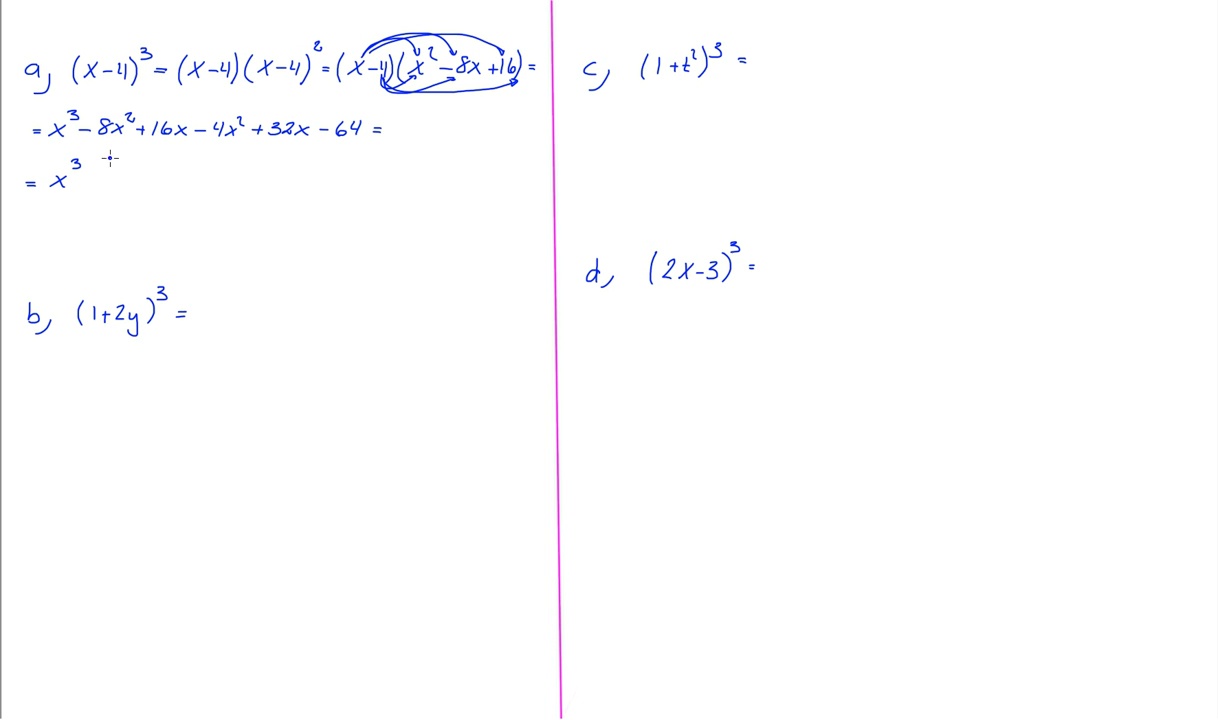 a, (x-4)³ = (x-4)(x-4)² = (x-4)(x² - 8x + 16) =
= x³ - 8x² + 16x - 4x² + 32x - 64 =
= x³
b, (1+2y)³ =
c, (1+t²)³ =
d, (2x-3)³ =